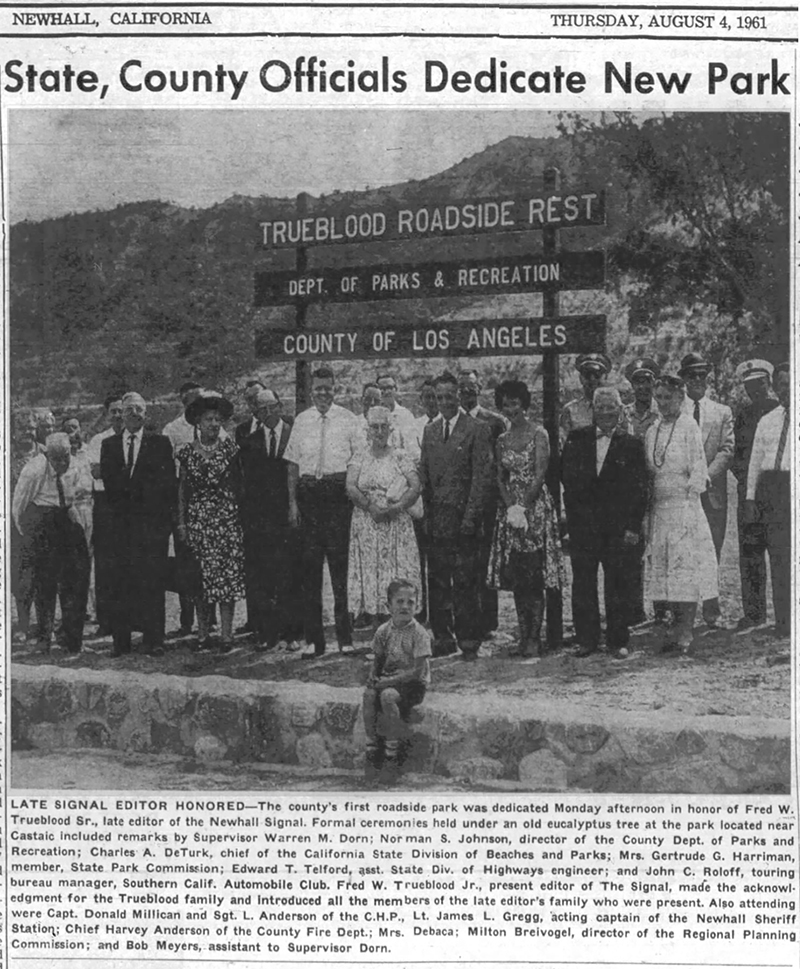 NEWHALL, CALIFORNIA
THURSDAY, AUGUST 4, 1961
State, County Officials Dedicate New Park
TRUEBLOOD ROADSIDE REST
DEPT. OF PARKS & RECREATION
COUNTY OF LOS ANGELES
LATE SIGNAL EDITOR HONORED—The county's first roadside park was dedicated Monday afternoon in honor of Fred W.
Trueblood Sr., late editor of the Newhall Signal. Formal ceremonies held under an old eucalyptus tree at the park located near
Castaic included remarks by Supervisor Warren M. Dorn; Norman S. Johnson, director of the County Dept. of Parks and
Recreation; Charles A. DeTurk, chief of the California State Division of Beaches and Parks; Mrs. Gertrude G. Harriman,
member, State Park Commission; Edward T. Telford, asst. State Div. of Highways engineer; and John C. Roloff, touring
bureau manager, Southern Calif. Automobile Club. Fred W. Trueblood Jr., present editor of The Signal, made the acknowl-
edgment for the Trueblood family and Introduced all the members of the late editor's family who were present. Also attending
were Capt. Donald Millican and Sgt. L. Anderson of the C.H.P., Lt. James L. Gregg, acting captain of the Newhall Sheriff
Station; Chief Harvey Anderson of the County Fire Dept.; Mrs. Debaca; Milton Breivogel, director of the Regional Planning
Commission; and Bob Meyers, assistant to Supervisor Dorn.